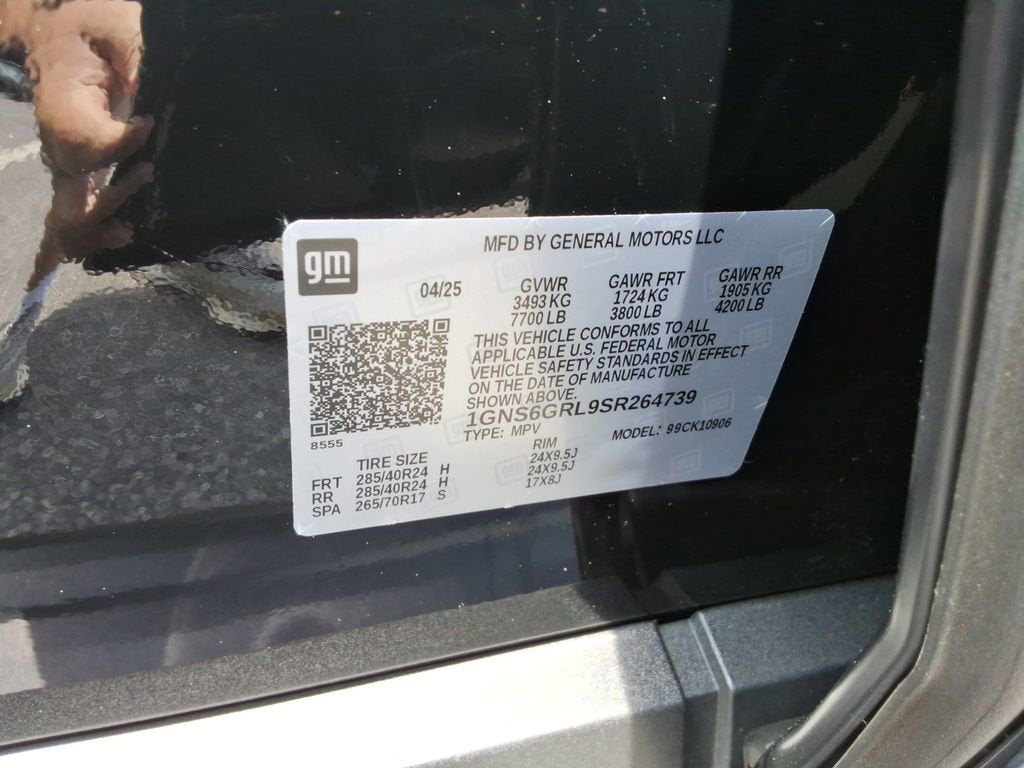 gm
MFD BY GENERAL MOTORS LLC
04/25
GVWR
3493 KG
7700 LB
GAWR FRT
1724 KG
3800 LB
GAWR RR
1905 KG
4200 LB
THIS VEHICLE CONFORMS TO ALL
APPLICABLE U.S. FEDERAL MOTOR
VEHICLE SAFETY STANDARDS IN EFFECT
ON THE DATE OF MANUFACTURE
SHOWN ABOVE.
1GNS6GRL9SR264739
TYPE: MPV MODEL: 99CK10906
8555
TIRE SIZE RIM
FRT 285/40R24 H 24X9.5J
RR 285/40R24 H 24X9.5J
SPA 265/70R17 S 17X8J